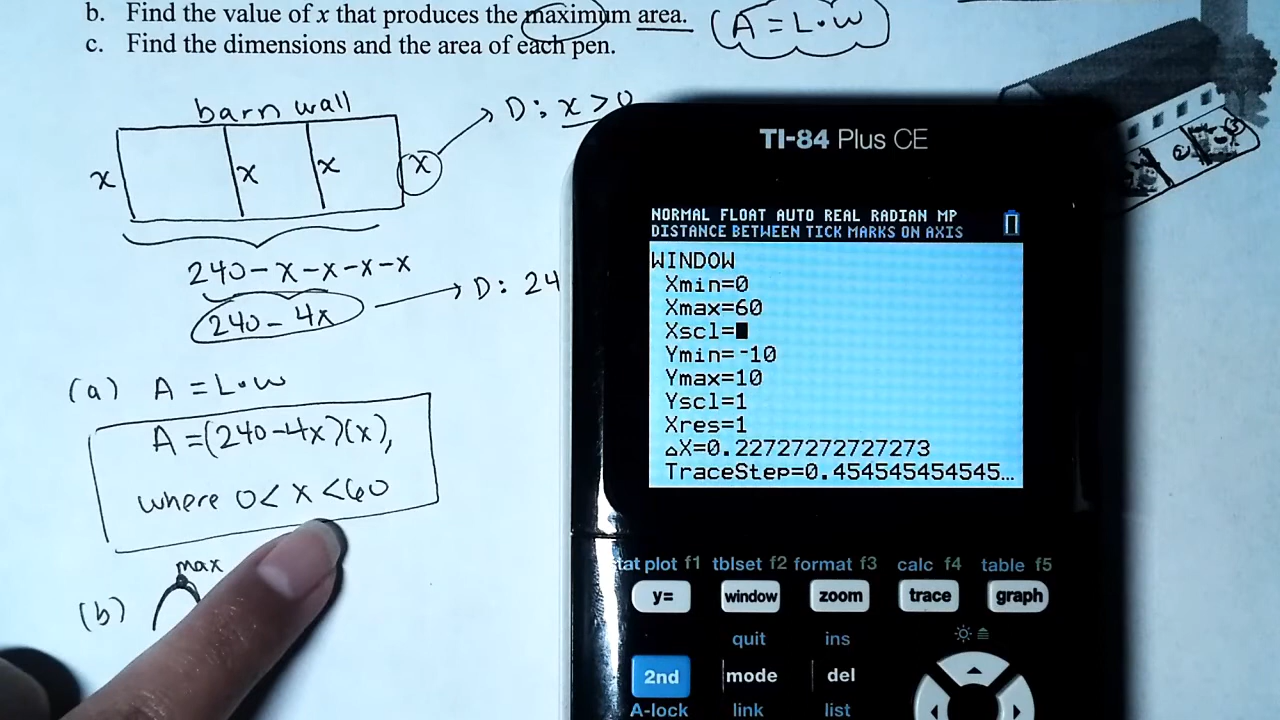 b. Find the value of x that produces the maximum area. (A = L·W)
c. Find the dimensions and the area of each pen.
barn wall
D: x > 0
x x x x
240 - x - x - x - x
240 - 4x
D: 24
(a) A = L·W
A = (240-4x)(x),
where 0 < x < 60
(b) max
TI-84 Plus CE
NORMAL FLOAT AUTO REAL RADIAN MP
DISTANCE BETWEEN TICK MARKS ON AXIS
WINDOW
Xmin=0
Xmax=60
Xscl=
Ymin=-10
Ymax=10
Yscl=1
Xres=1
△X=0.22727272727273
TraceStep=0.454545454545…
tat plot f1 tblset f2 format f3 calc f4 table f5
y= window zoom trace graph
quit ins
2nd mode del
A-lock link list